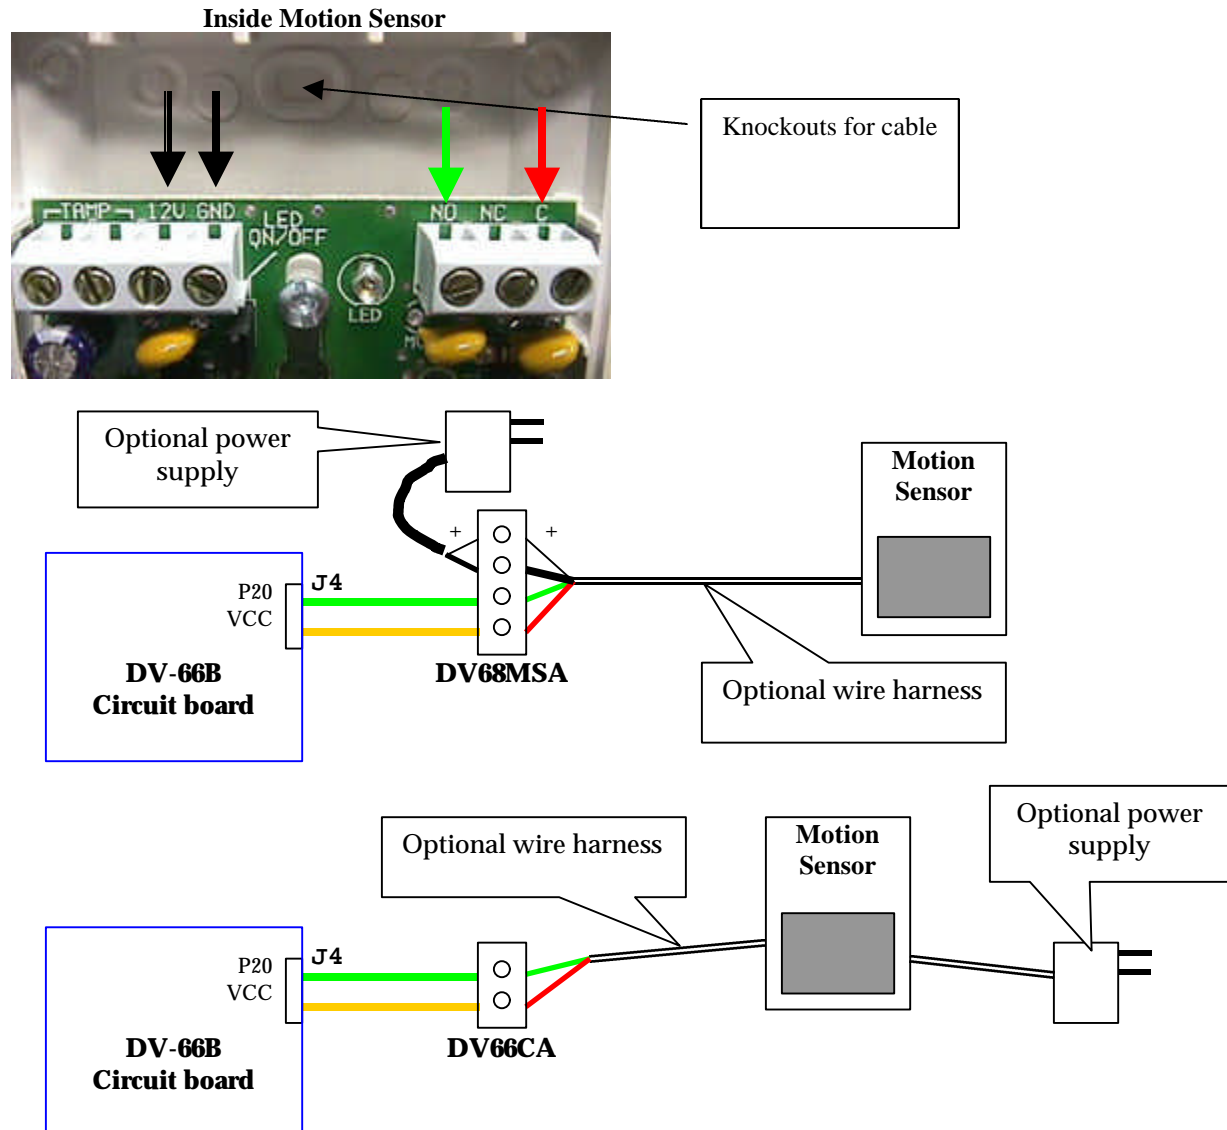 Inside Motion Sensor
Knockouts for cable
TAMP 12V GND
NO NC C
LED
ON/OFF
LED
Optional power
supply
Motion
Sensor
+ +
P20
VCC
J4
DV-66B
Circuit board
DV68MSA
Optional wire harness
Optional wire harness
Motion
Sensor
Optional power
supply
P20
VCC
J4
DV-66B
Circuit board
DV66CA